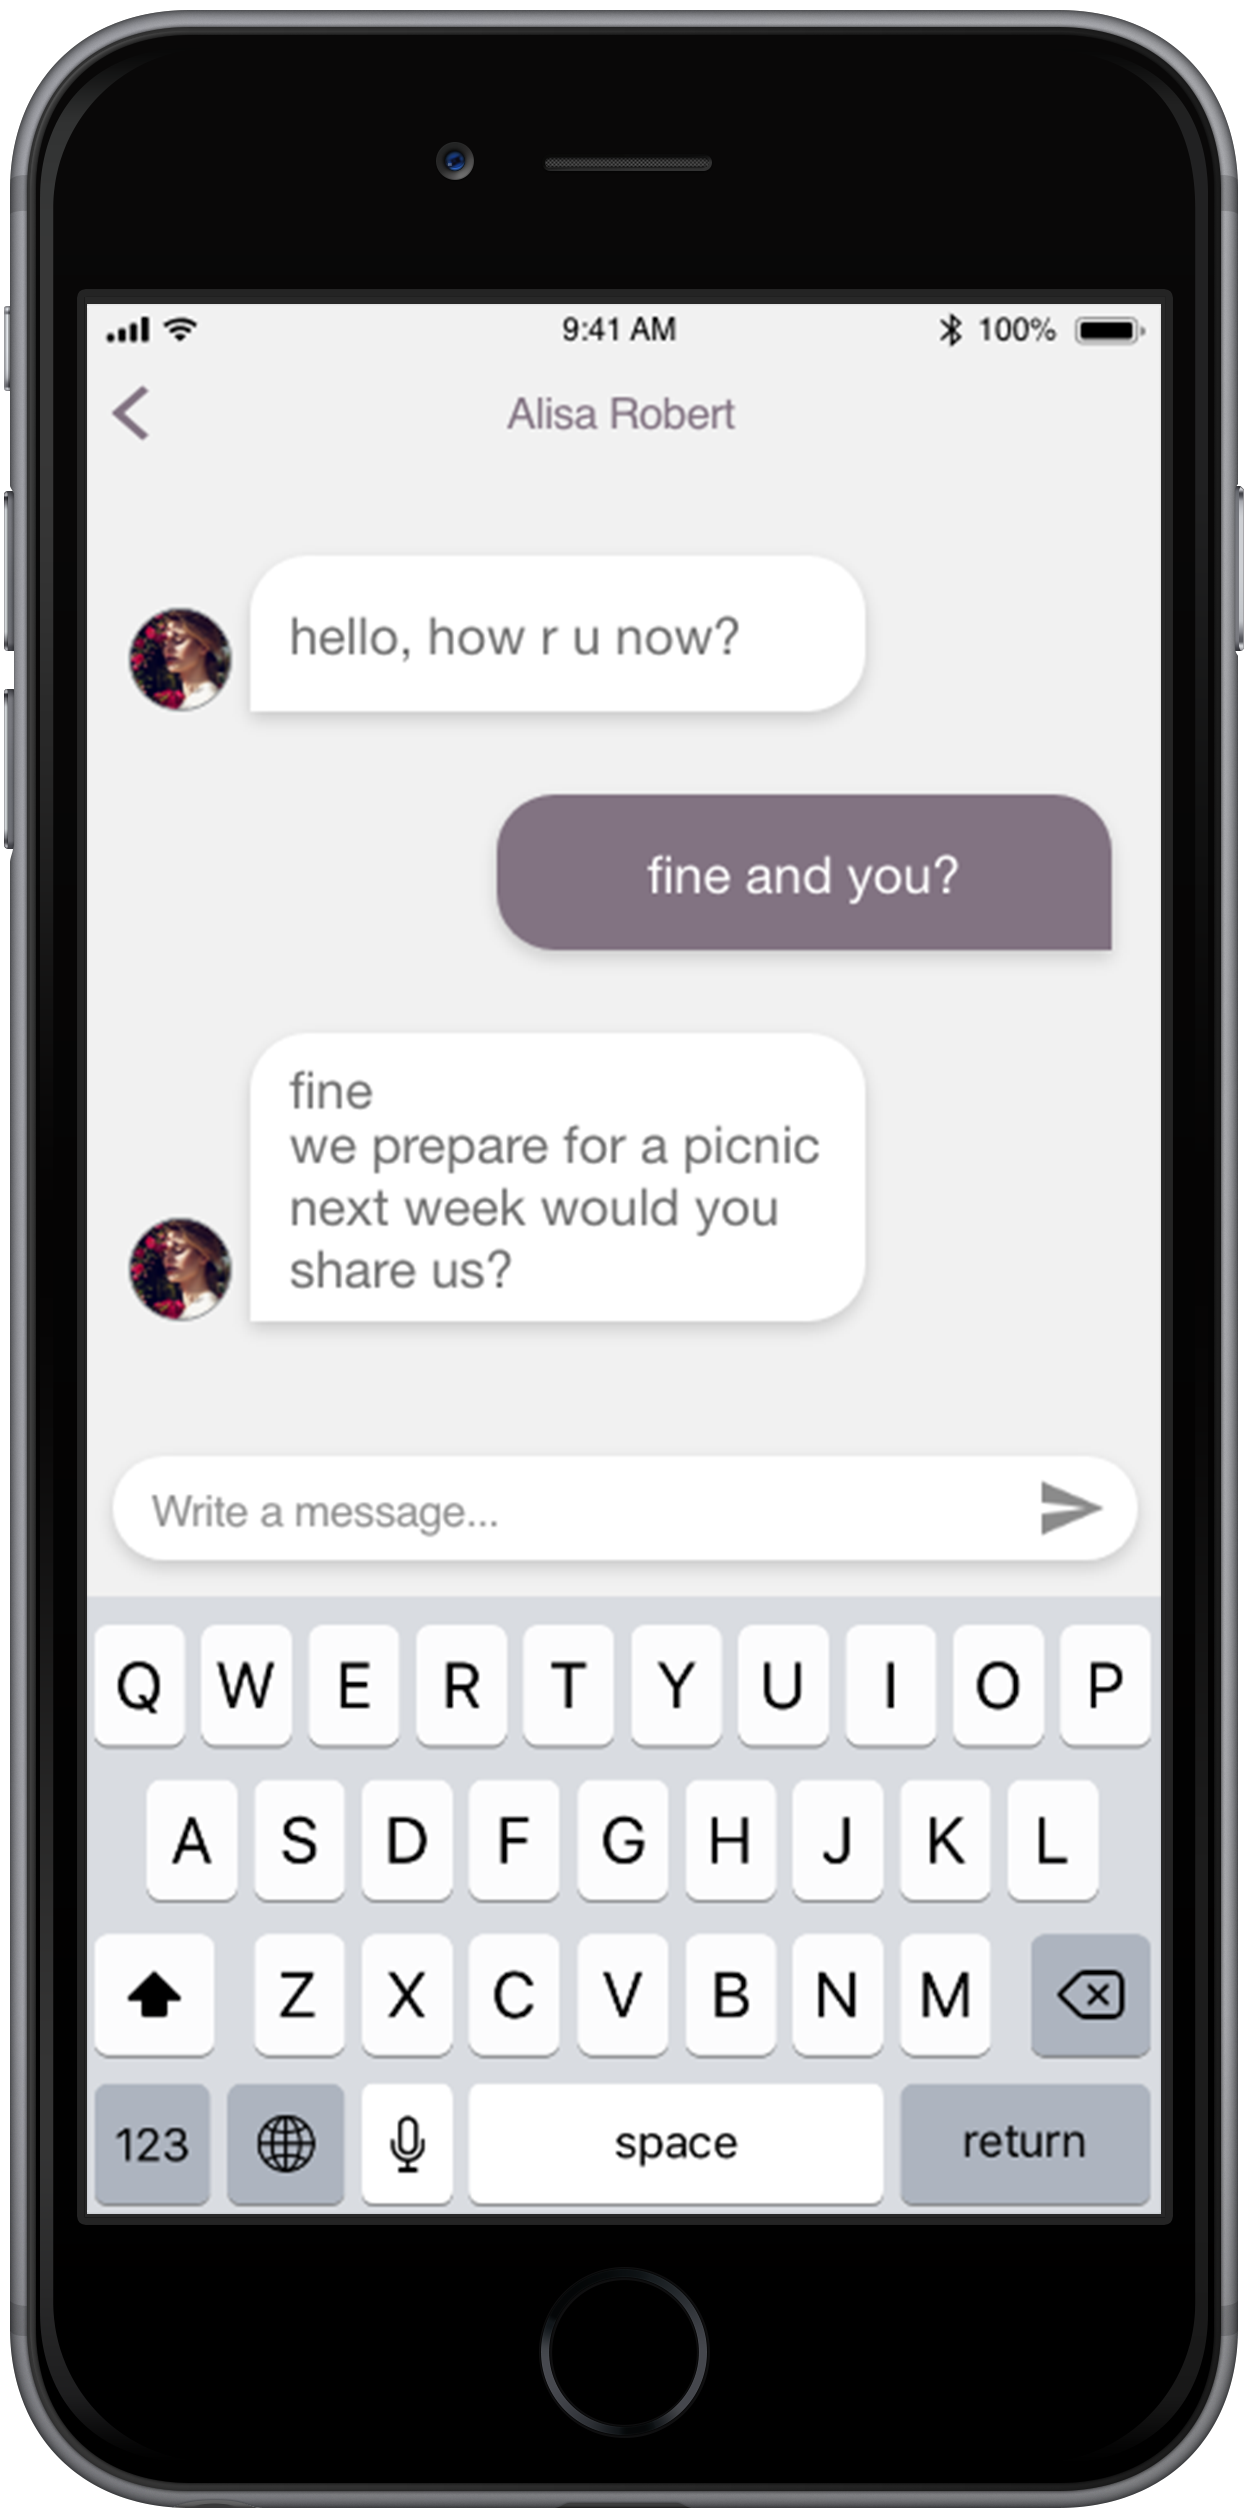 9:41 AM 100%
Alisa Robert
hello, how r u now?
fine and you?
fine
we prepare for a picnic
next week would you
share us?
Write a message...
Q W E R T Y U I O P
A S D F G H J K L
Z X C V B N M
123 space return